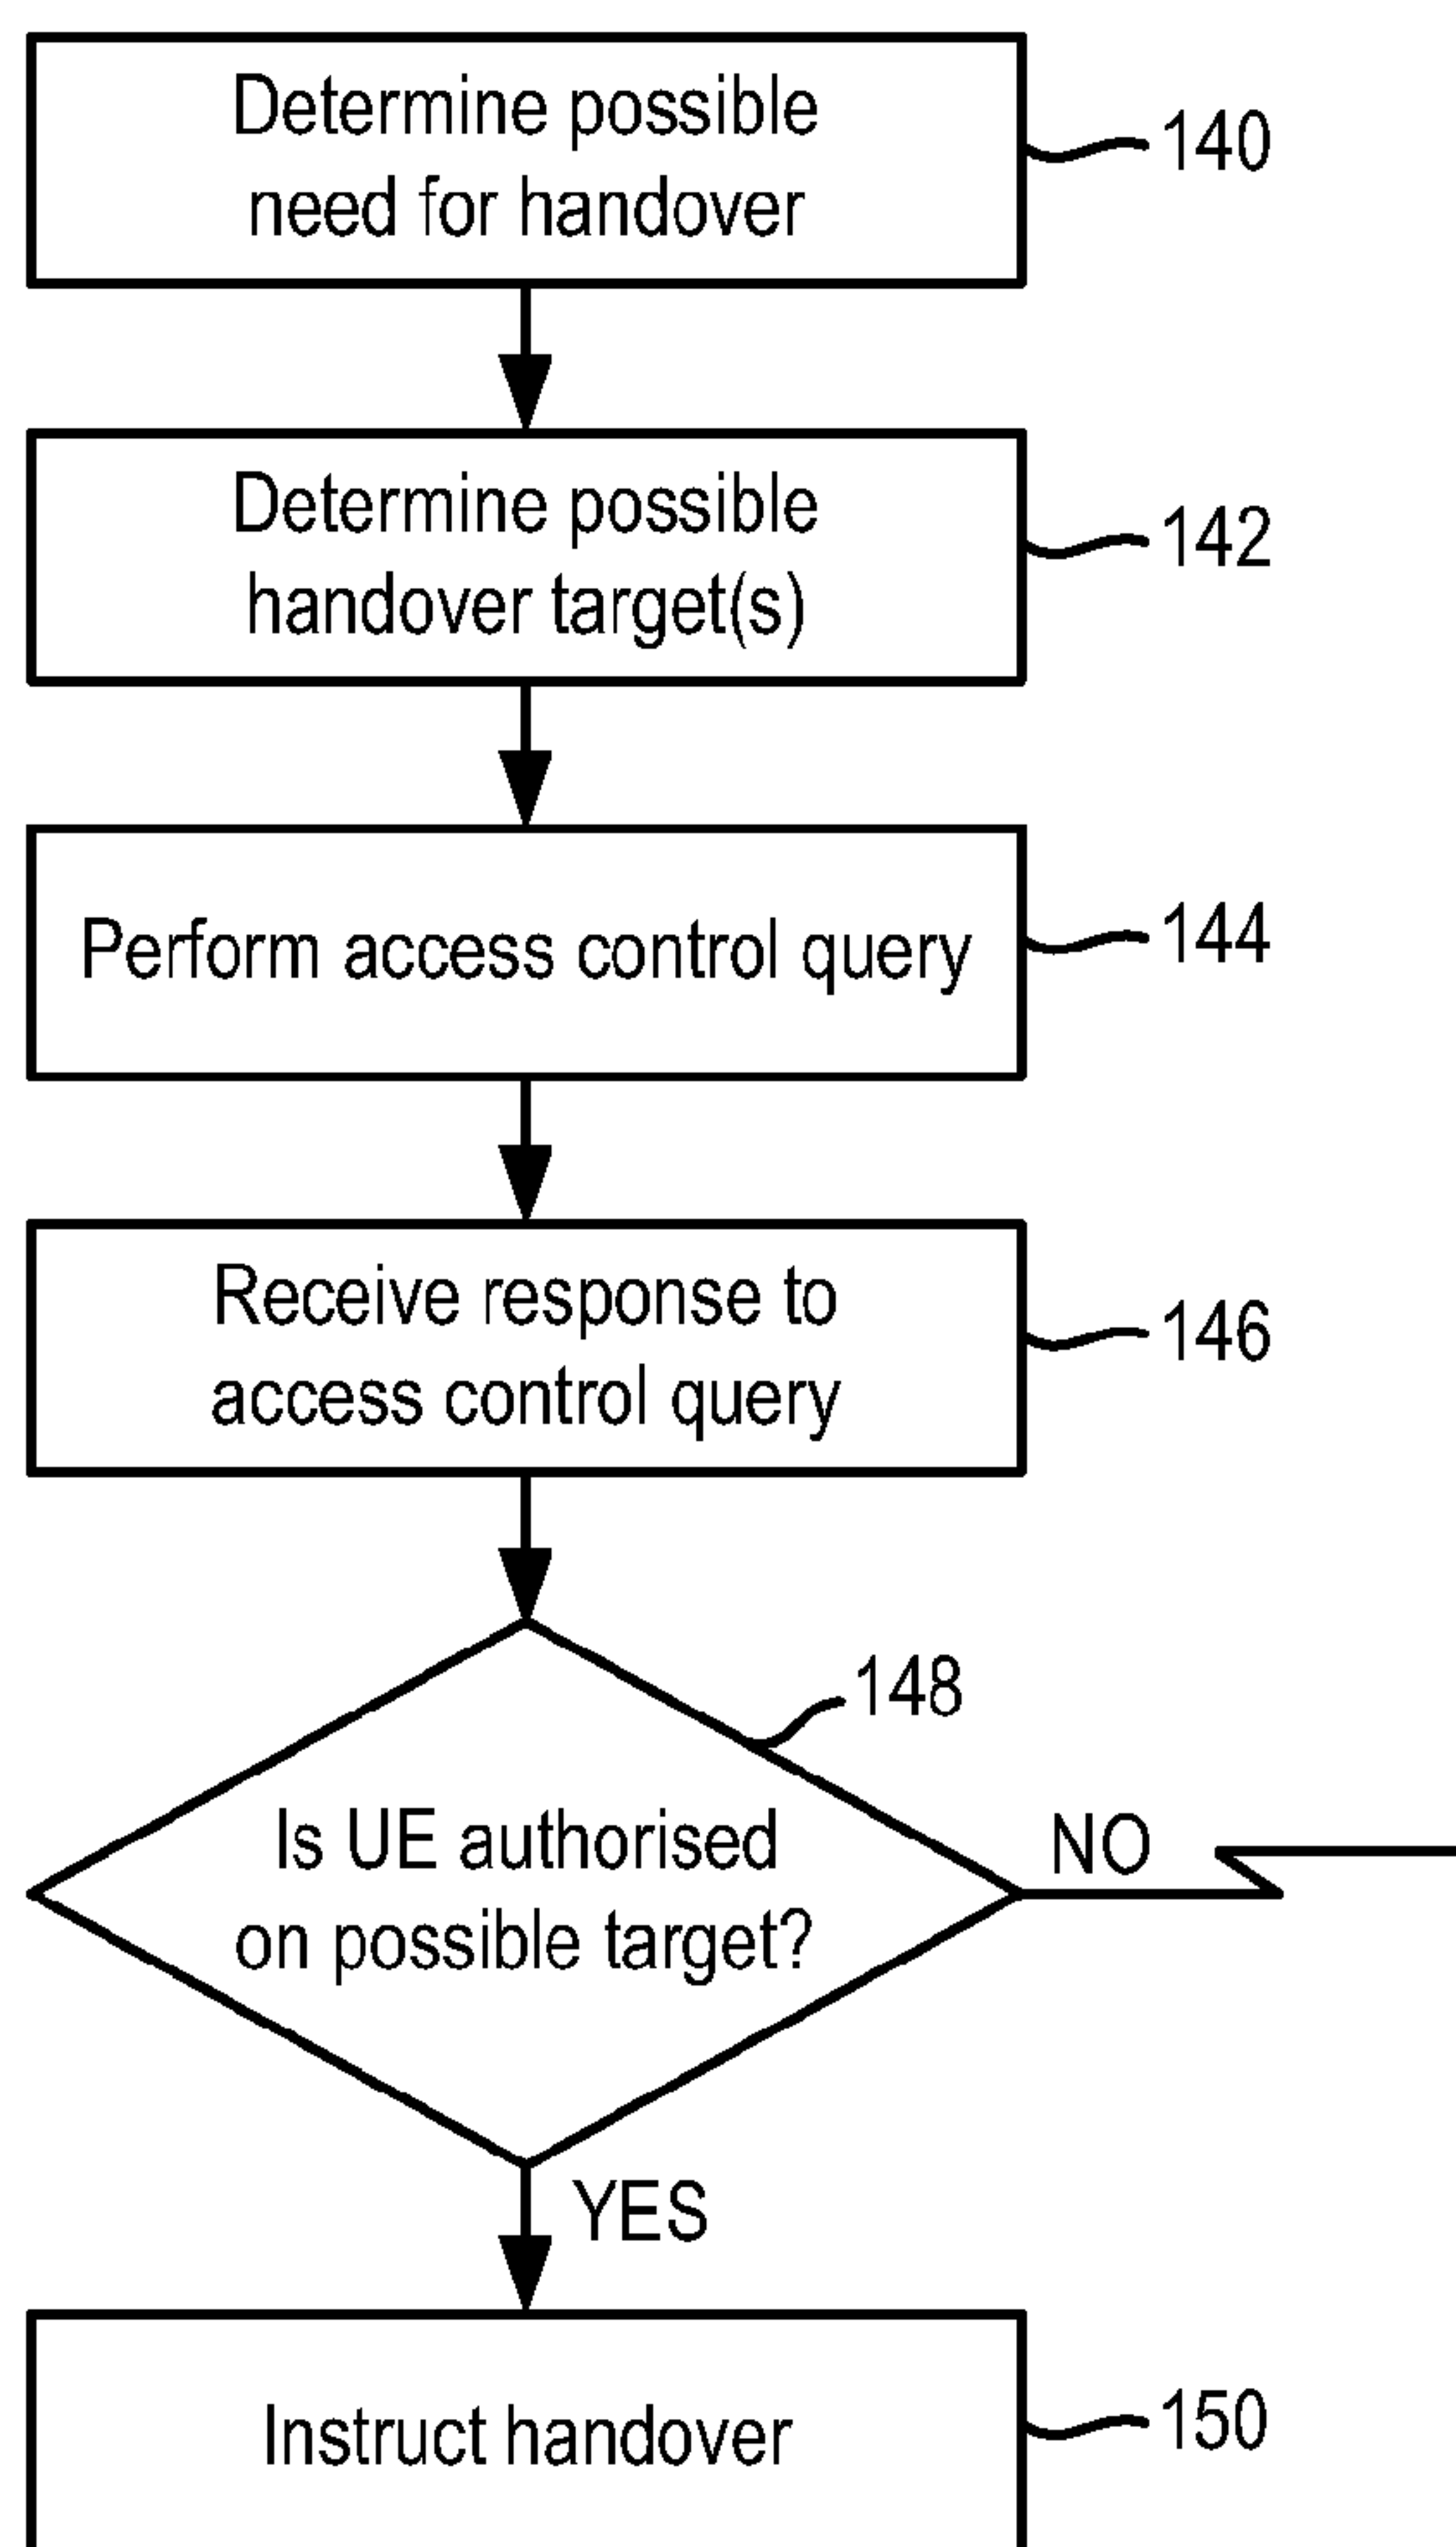 Determine possible
need for handover
140
Determine possible
handover target(s)
142
Perform access control query
144
Receive response to
access control query
146
148
Is UE authorised
on possible target?
NO
YES
Instruct handover
150